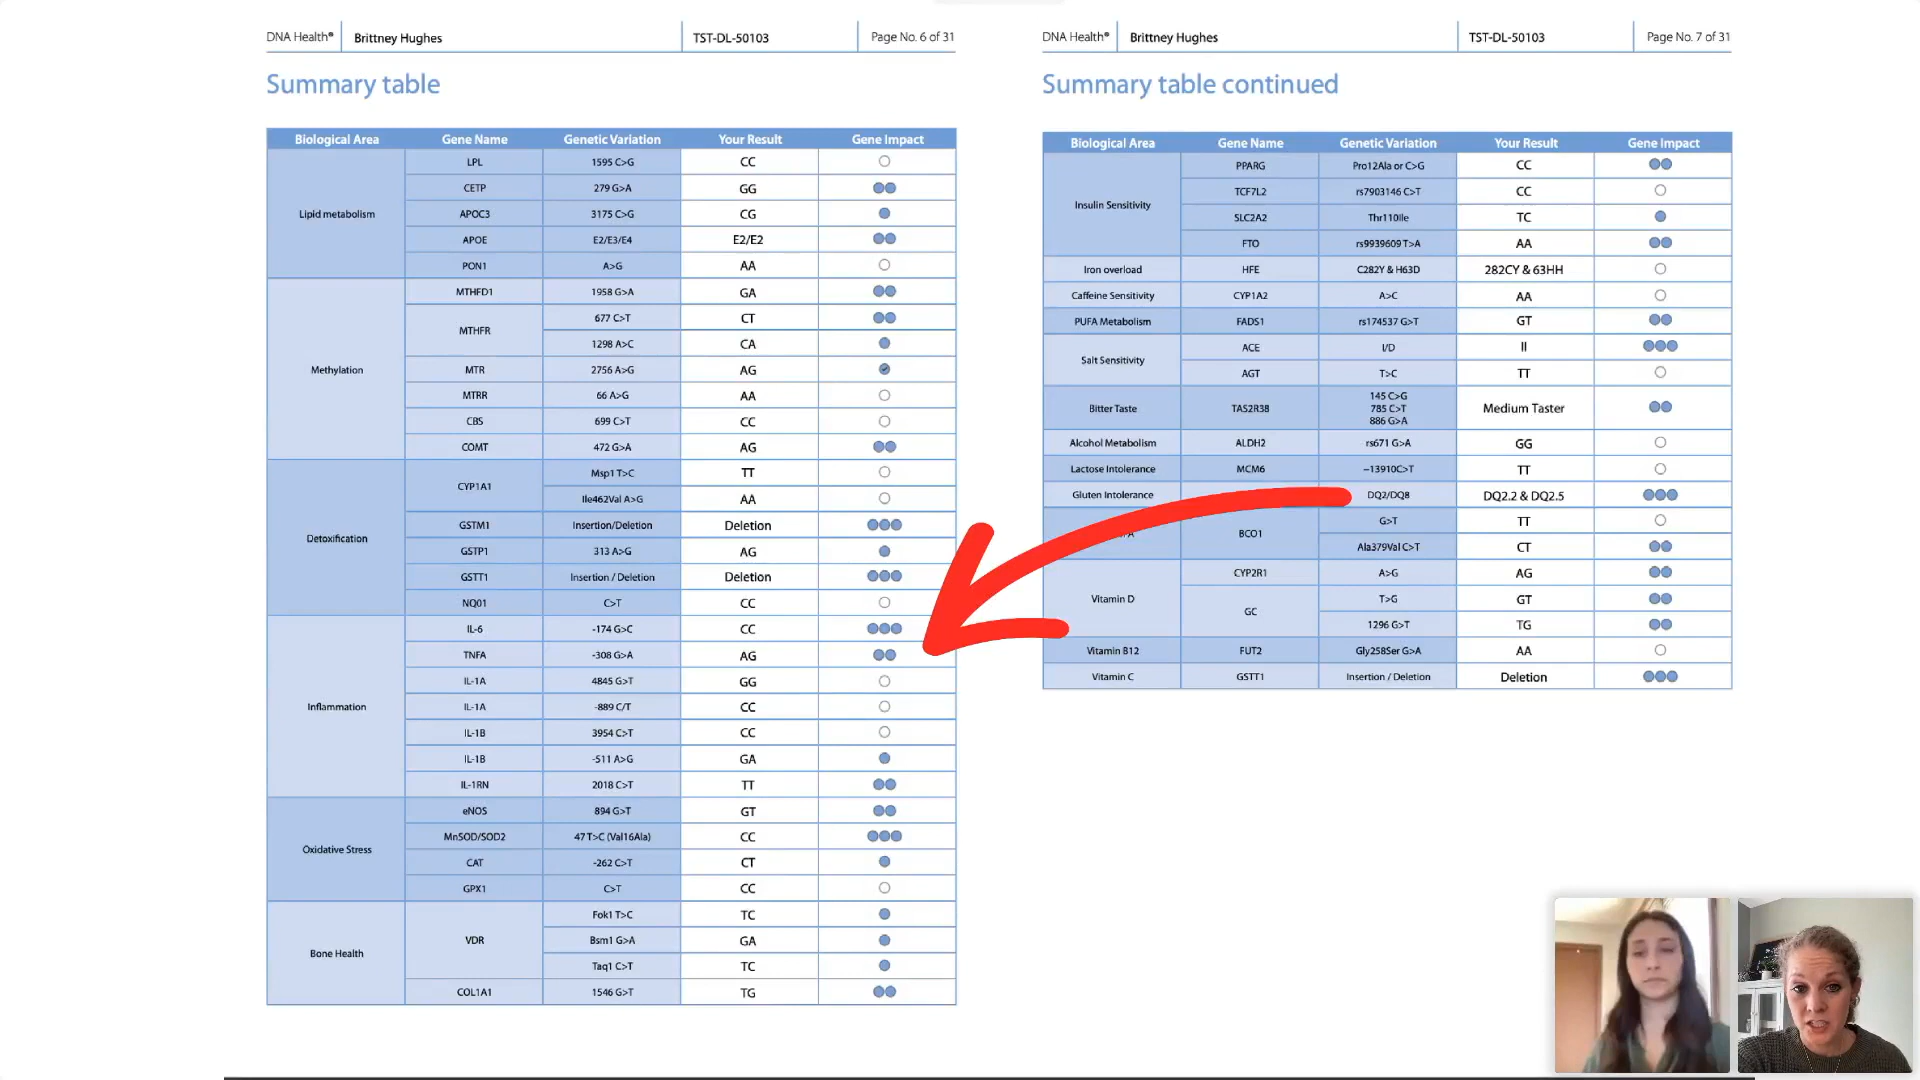 DNA Health® Brittney Hughes TST-DL-50103 Page No. 6 of 31
Summary table
Biological Area Gene Name Genetic Variation Your Result Gene Impact
Lipid metabolism
LPL 1595 C>G CC
CETP 279 G>A GG
APOC3 3175 C>G CG
APOE E2/E3/E4 E2/E2
PON1 A>G AA
Methylation
MTHFD1 1958 G>A GA
MTHFR 677 C>T CT
1298 A>C CA
MTR 2756 A>G AG
MTRR 66 A>G AA
CBS 699 C>T CC
COMT 472 G>A AG
Detoxification
CYP1A1 Msp1 T>C TT
Ile462Val A>G AA
GSTM1 Insertion/Deletion Deletion
GSTP1 313 A>G AG
GSTT1 Insertion / Deletion Deletion
NQ01 C>T CC
Inflammation
IL-6 -174 G>C CC
TNFA -308 G>A AG
IL-1A 4845 G>T GG
IL-1A -889 C/T CC
IL-1B 3954 C>T CC
IL-1B -511 A>G GA
IL-1RN 2018 C>T TT
Oxidative Stress
eNOS 894 G>T GT
MnSOD/SOD2 47 T>C (Val16Ala) CC
CAT -262 C>T CT
GPX1 C>T CC
Bone Health
VDR Fok1 T>C TC
Bsm1 G>A GA
Taq1 C>T TC
COL1A1 1546 G>T TG
DNA Health® Brittney Hughes TST-DL-50103 Page No. 7 of 31
Summary table continued
Biological Area Gene Name Genetic Variation Your Result Gene Impact
Insulin Sensitivity
PPARG Pro12Ala or C>G CC
TCF7L2 rs7903146 C>T CC
SLC2A2 Thr110Ile TC
FTO rs9939609 T>A AA
Iron overload HFE C282Y & H63D 282CY & 63HH
Caffeine Sensitivity CYP1A2 A>C AA
PUFA Metabolism FADS1 rs174537 G>T GT
Salt Sensitivity
ACE I/D II
AGT T>C TT
Bitter Taste TAS2R38
145 C>G
785 C>T
886 G>A
Medium Taster
Alcohol Metabolism ALDH2 rs671 G>A GG
Lactose Intolerance MCM6 −13910C>T TT
Gluten Intolerance DQ2/DQ8 DQ2.2 & DQ2.5
BCO1 G>T TT
Ala379Val C>T CT
Vitamin D
CYP2R1 A>G AG
GC T>G GT
1296 G>T TG
Vitamin B12 FUT2 Gly258Ser G>A AA
Vitamin C GSTT1 Insertion / Deletion Deletion